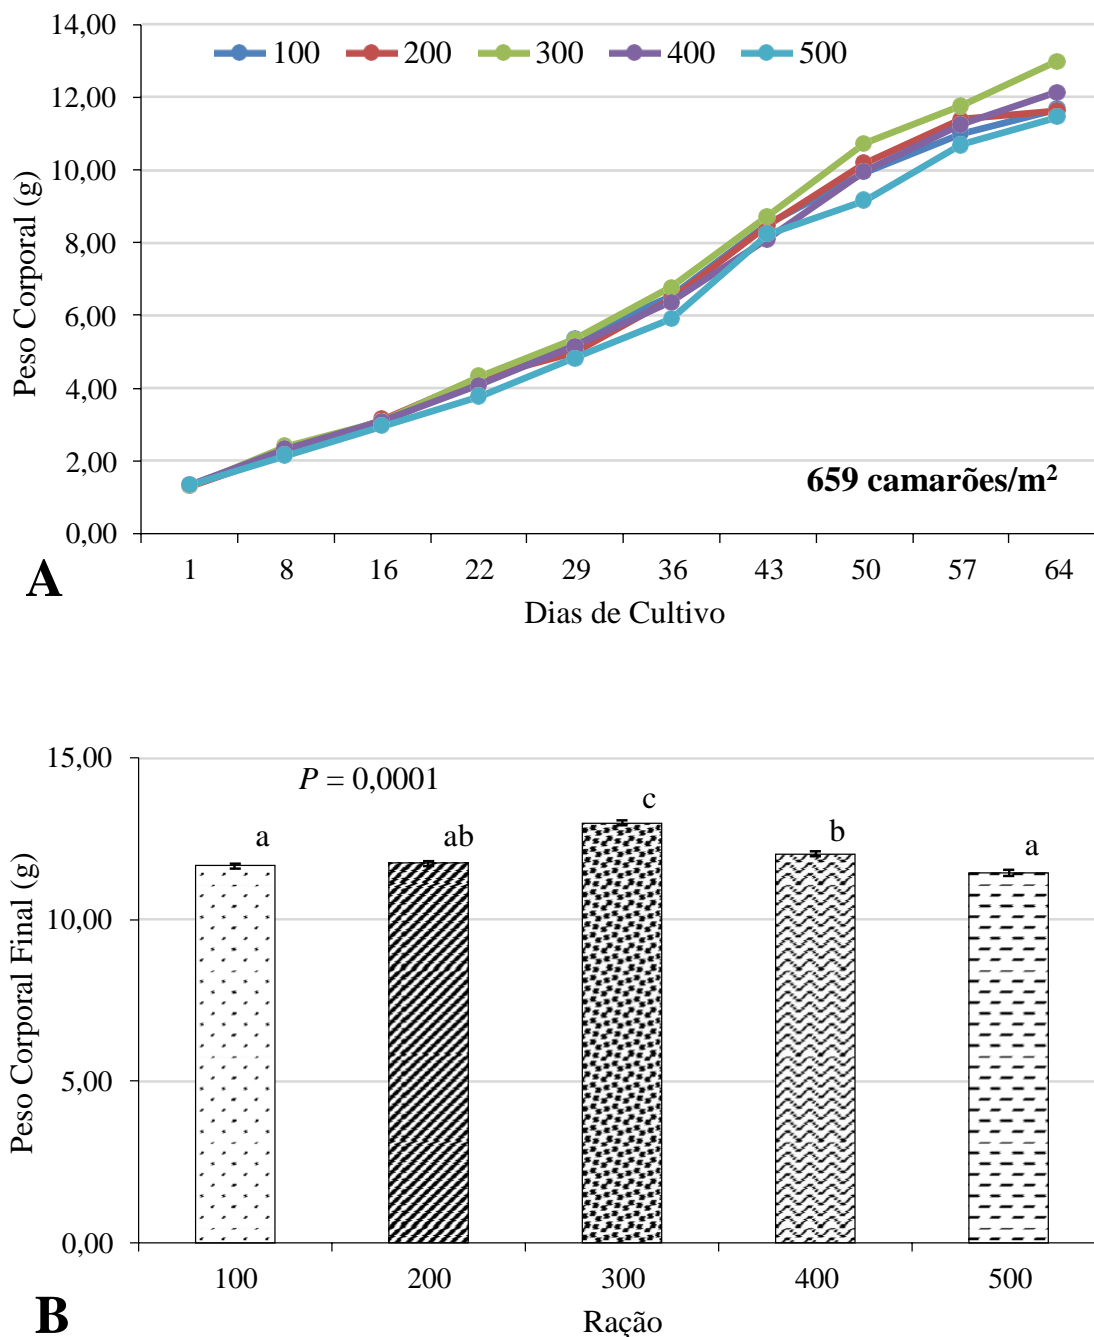 14,00
100 200 300 400 500
12,00
10,00
8,00
6,00
4,00
2,00
0,00
Peso Corporal (g)
659 camarões/m²
1 8 16 22 29 36 43 50 57 64
A
Dias de Cultivo
15,00
10,00
5,00
0,00
Peso Corporal Final (g)
P = 0,0001
a ab c b a
100 200 300 400 500
B
Ração